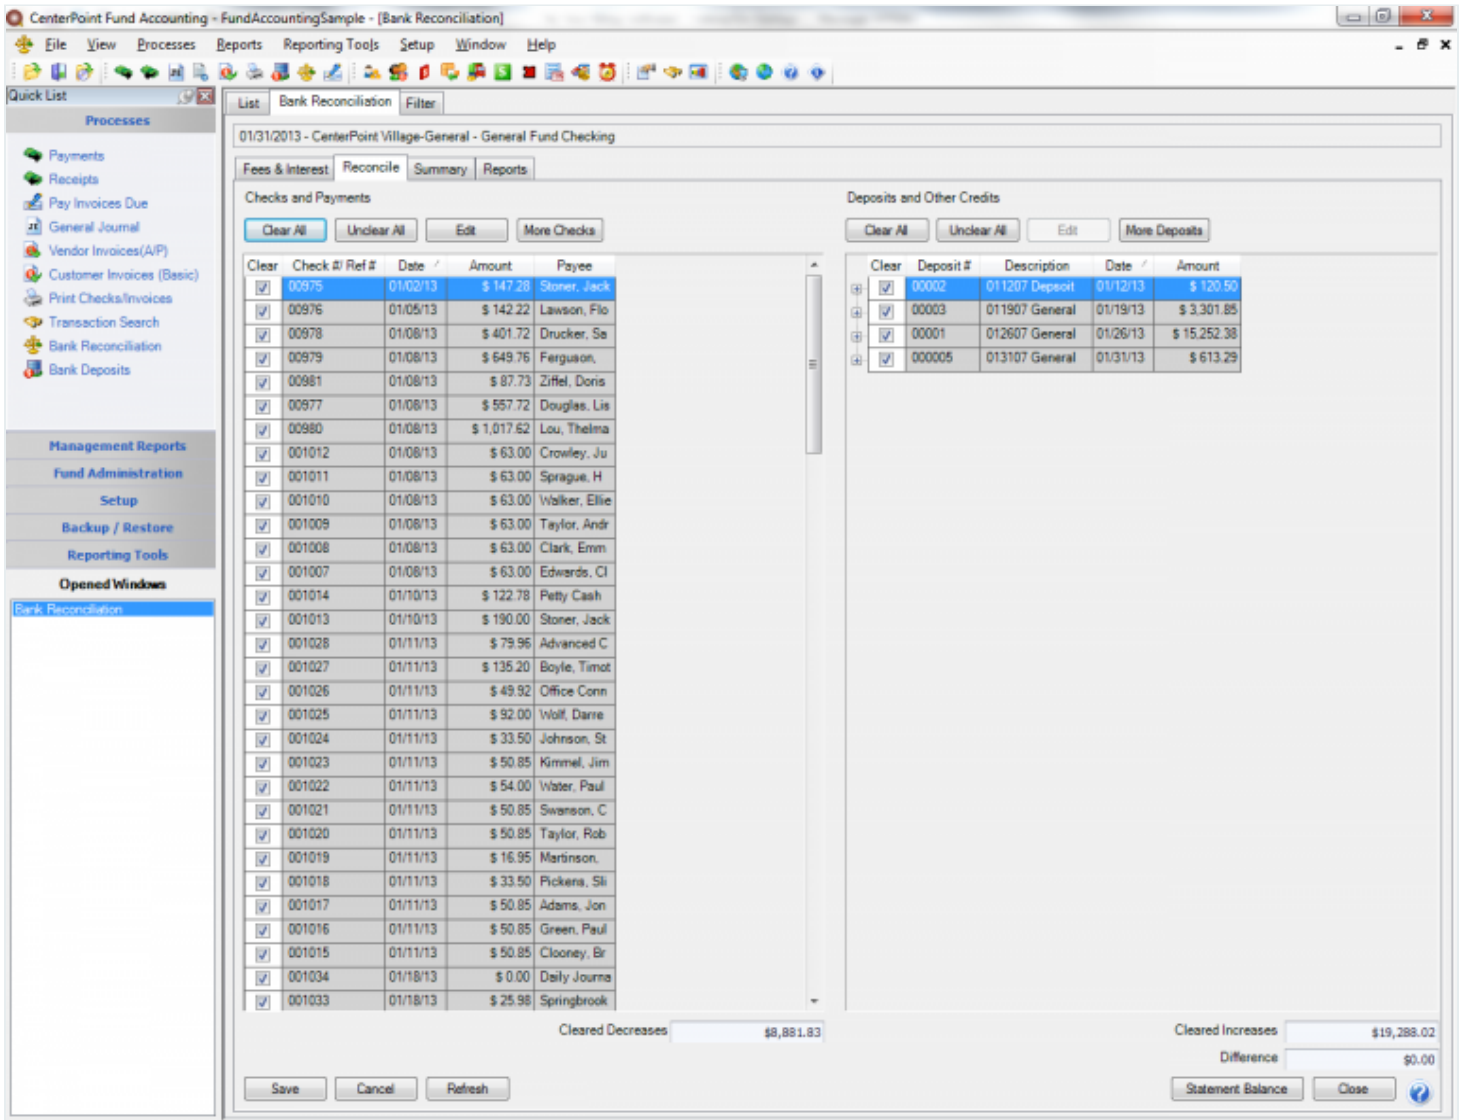 CenterPoint Fund Accounting - FundAccountingSample - [Bank Reconciliation]
File View Processes Reports Reporting Tools Setup Window Help
Quick List
Processes
Payments
Receipts
Pay Invoices Due
General Journal
Vendor Invoices(A/P)
Customer Invoices (Basic)
Print Checks/Invoices
Transaction Search
Bank Reconciliation
Bank Deposits
Management Reports
Fund Administration
Setup
Backup / Restore
Reporting Tools
Opened Windows
Bank Reconciliation
List Bank Reconciliation Filter
01/31/2013 - CenterPoint Village-General - General Fund Checking
Fees & Interest Reconcile Summary Reports
Checks and Payments
Clear All Unclear All Edit More Checks
Clear Check #/ Ref # Date Amount Payee
00975 01/02/13 $ 147.28 Stoner, Jack
00976 01/05/13 $ 142.22 Lawson, Flo
00978 01/08/13 $ 401.72 Drucker, Sa
00979 01/08/13 $ 649.76 Ferguson,
00981 01/08/13 $ 87.73 Ziffel, Doris
00977 01/08/13 $ 557.72 Douglas, Lis
00980 01/08/13 $ 1,017.62 Lou, Thelma
001012 01/08/13 $ 63.00 Crowley, Ju
001011 01/08/13 $ 63.00 Sprague, H
001010 01/08/13 $ 63.00 Walker, Ellie
001009 01/08/13 $ 63.00 Taylor, Andr
001008 01/08/13 $ 63.00 Clark, Emm
001007 01/08/13 $ 63.00 Edwards, Cl
001014 01/10/13 $ 122.78 Petty Cash
001013 01/10/13 $ 190.00 Stoner, Jack
001028 01/11/13 $ 79.96 Advanced C
001027 01/11/13 $ 135.20 Boyle, Timot
001026 01/11/13 $ 49.92 Office Conn
001025 01/11/13 $ 92.00 Wolf, Darre
001024 01/11/13 $ 33.50 Johnson, St
001023 01/11/13 $ 50.85 Kimmel, Jim
001022 01/11/13 $ 54.00 Water, Paul
001021 01/11/13 $ 50.85 Swanson, C
001020 01/11/13 $ 50.85 Taylor, Rob
001019 01/11/13 $ 16.95 Martinson,
001018 01/11/13 $ 33.50 Pickens, Sli
001017 01/11/13 $ 50.85 Adams, Jon
001016 01/11/13 $ 50.85 Green, Paul
001015 01/11/13 $ 50.85 Clooney, Br
001034 01/18/13 $ 0.00 Daily Journa
001033 01/18/13 $ 25.98 Springbrook
Cleared Decreases $8,881.83
Save Cancel Refresh
Deposits and Other Credits
Clear All Unclear All Edit More Deposits
Clear Deposit # Description Date Amount
00002 011207 Depsoit 01/12/13 $ 120.50
00003 011907 General 01/19/13 $ 3,301.85
00001 012607 General 01/26/13 $ 15,252.38
000005 013107 General 01/31/13 $ 613.29
Cleared Increases $19,288.02
Difference $0.00
Statement Balance Close